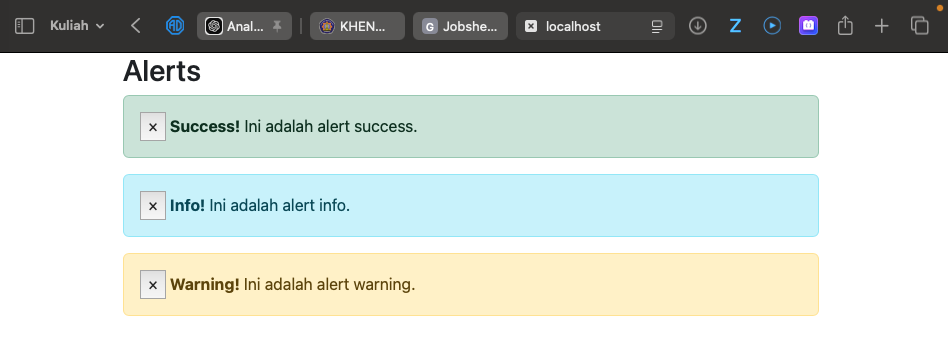 Kuliah
Anal...
KHEN...
G Jobshe...
localhost
Alerts
× Success! Ini adalah alert success.
× Info! Ini adalah alert info.
× Warning! Ini adalah alert warning.